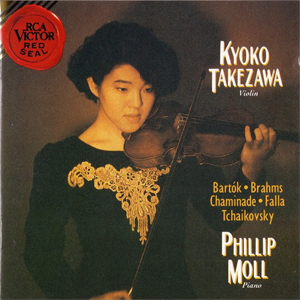 RCA
VICTOR
RED
SEAL
KYOKO
TAKEZAWA
Violin
Bartók • Brahms
Chaminade • Falla
Tchaikovsky
PHILLIP
MOLL
Piano